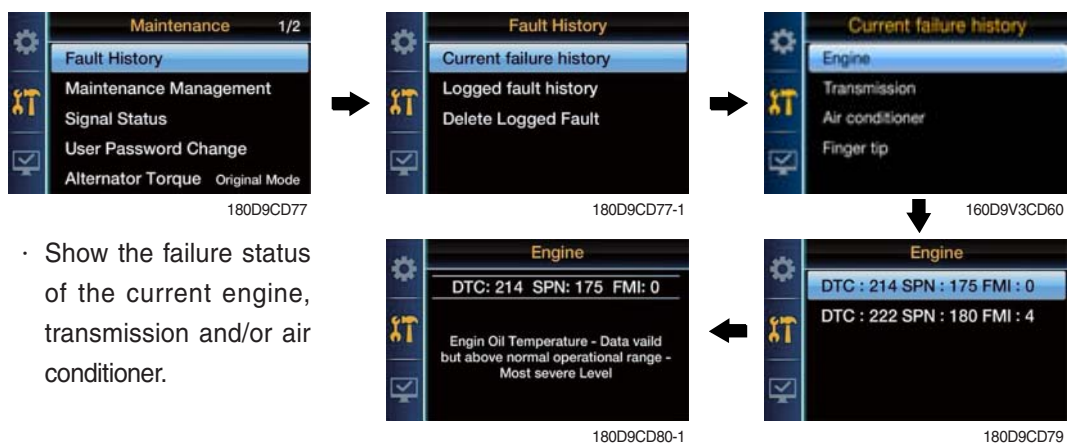 Maintenance 1/2
Fault History
Maintenance Management
Signal Status
User Password Change
Alternator Torque Original Mode
180D9CD77
Fault History
Current failure history
Logged fault history
Delete Logged Fault
180D9CD77-1
Current failure history
Engine
Transmission
Air conditioner
Finger tip
160D9V3CD60
· Show the failure status
of the current engine,
transmission and/or air
conditioner.
Engine
DTC : 214 SPN : 175 FMI : 0
DTC : 222 SPN : 180 FMI : 4
180D9CD79
Engine
DTC: 214 SPN: 175 FMI: 0
Engin Oil Temperature - Data vaild
but above normal operational range -
Most severe Level
180D9CD80-1